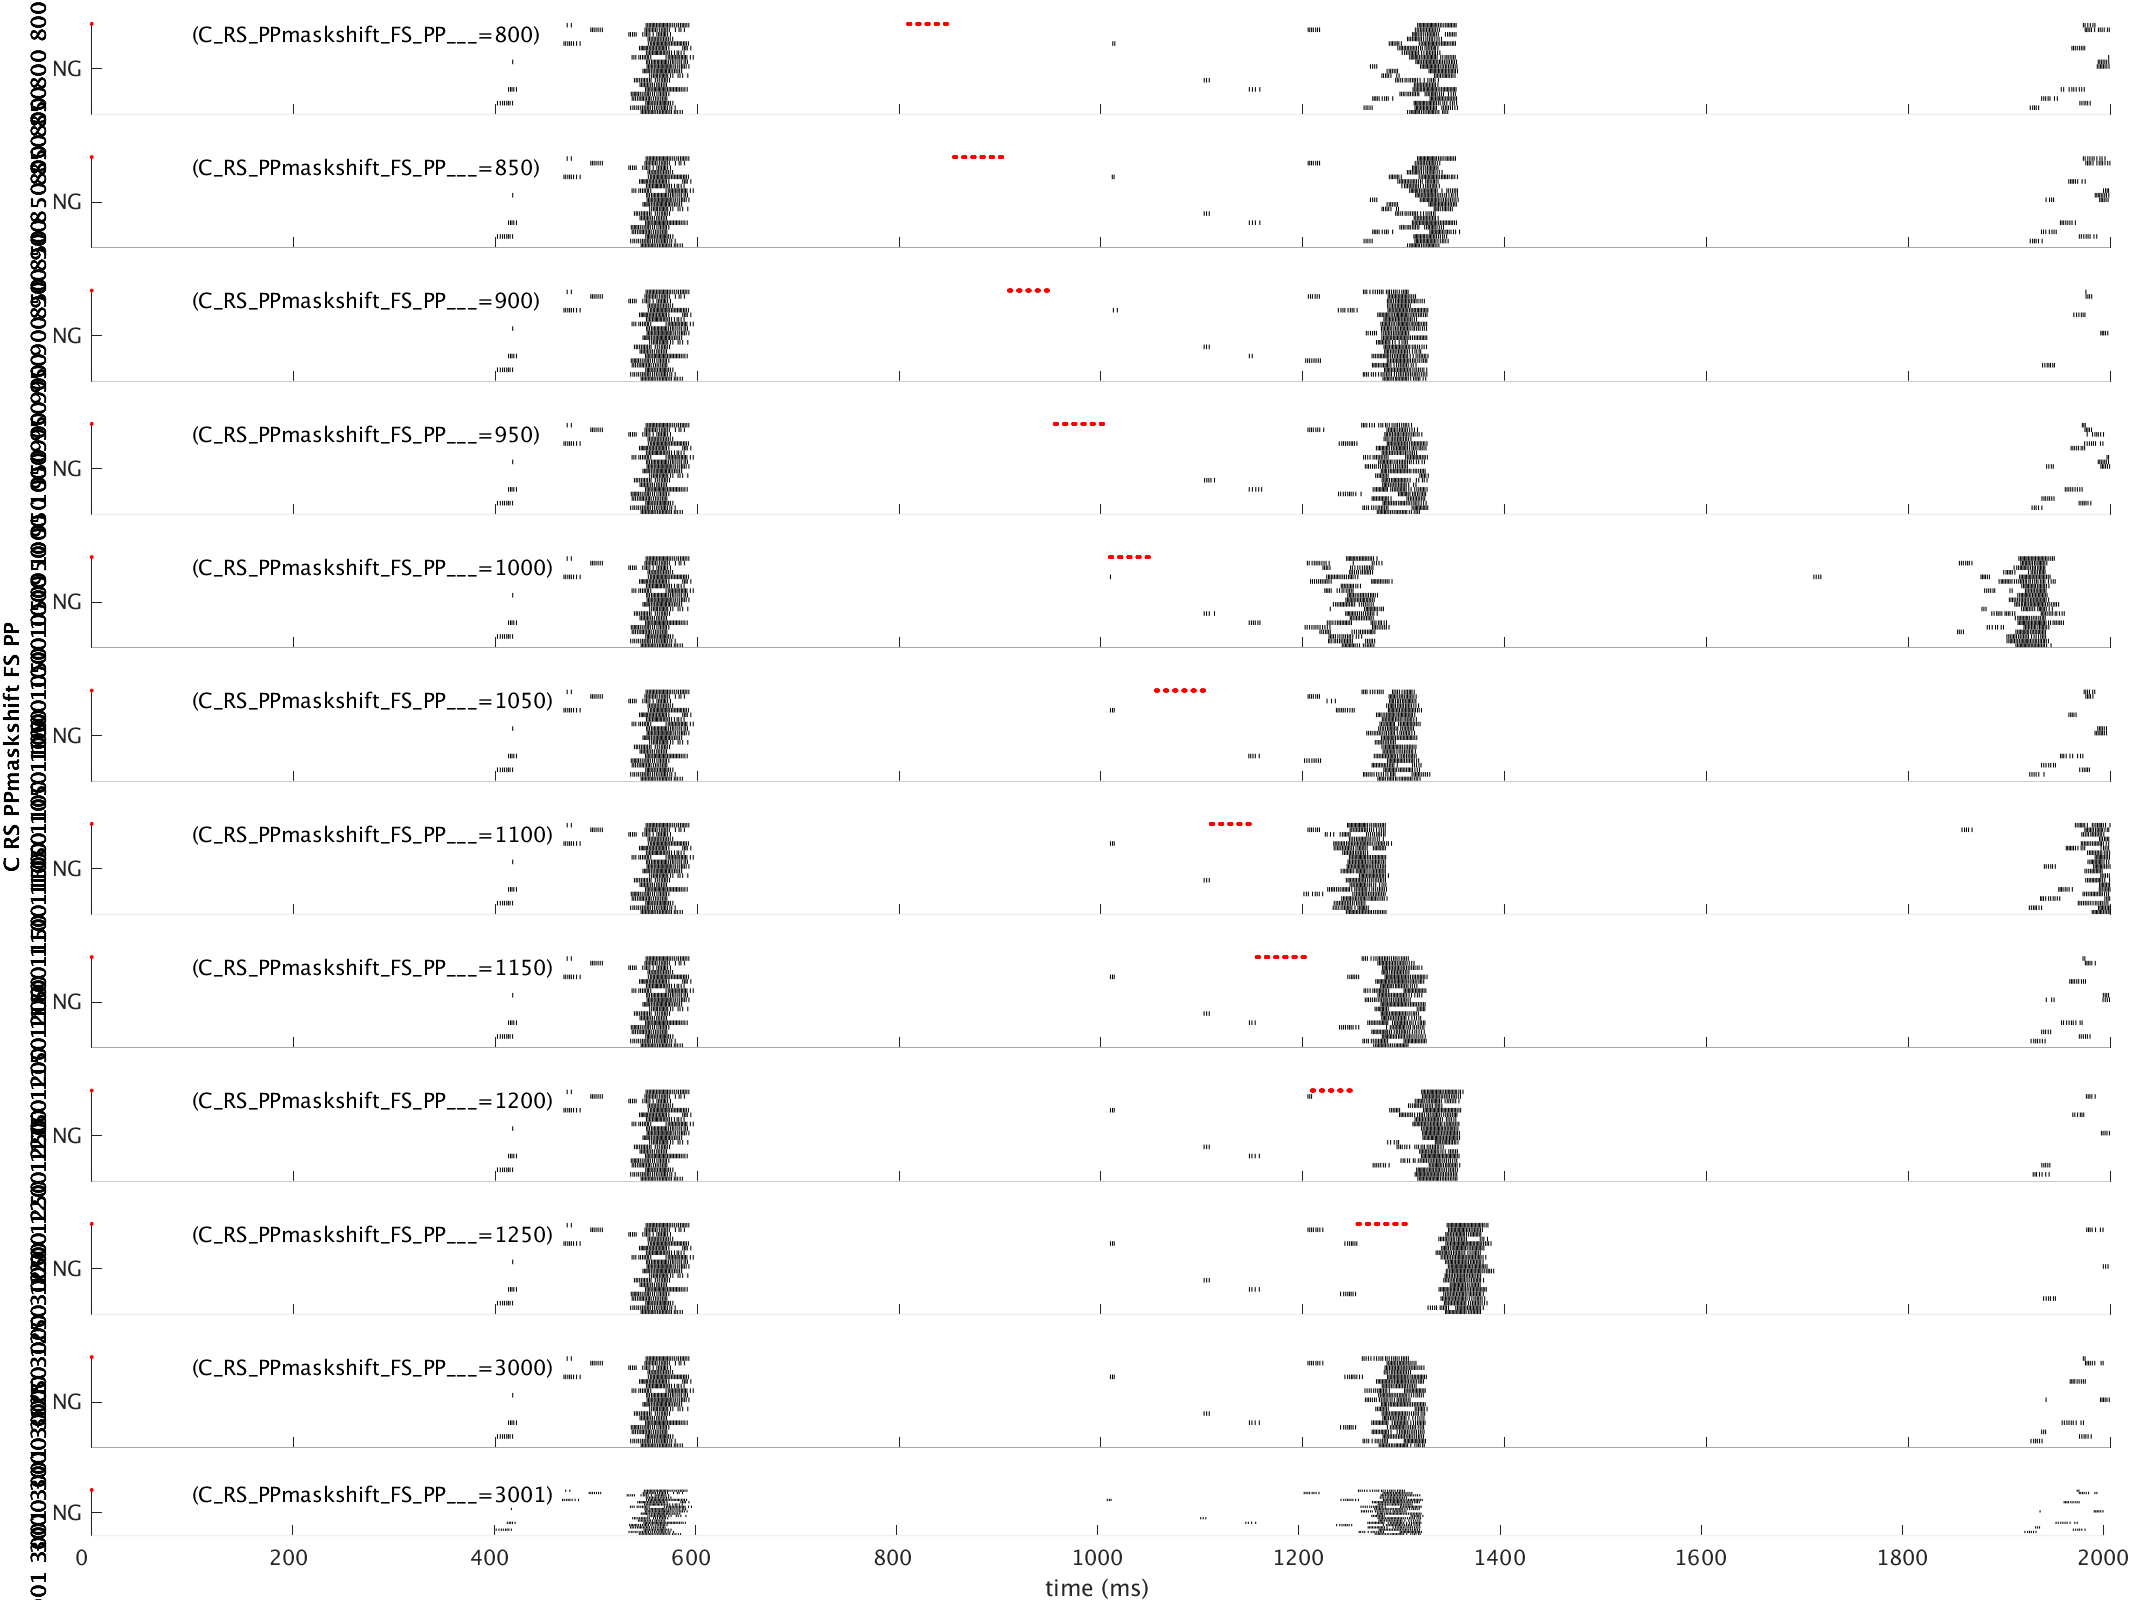 (C_RS_PPmaskshift_FS_PP___=800)
NG
(C_RS_PPmaskshift_FS_PP___=850)
NG
(C_RS_PPmaskshift_FS_PP___=900)
NG
(C_RS_PPmaskshift_FS_PP___=950)
NG
(C_RS_PPmaskshift_FS_PP___=1000)
NG
(C_RS_PPmaskshift_FS_PP___=1050)
NG
(C_RS_PPmaskshift_FS_PP___=1100)
NG
(C_RS_PPmaskshift_FS_PP___=1150)
NG
(C_RS_PPmaskshift_FS_PP___=1200)
NG
(C_RS_PPmaskshift_FS_PP___=1250)
NG
(C_RS_PPmaskshift_FS_PP___=3000)
NG
(C_RS_PPmaskshift_FS_PP___=3001)
NG
0 200 400 600 800 1000 1200 1400 1600 1800 2000
time (ms)
C RS PPmaskshift FS PP